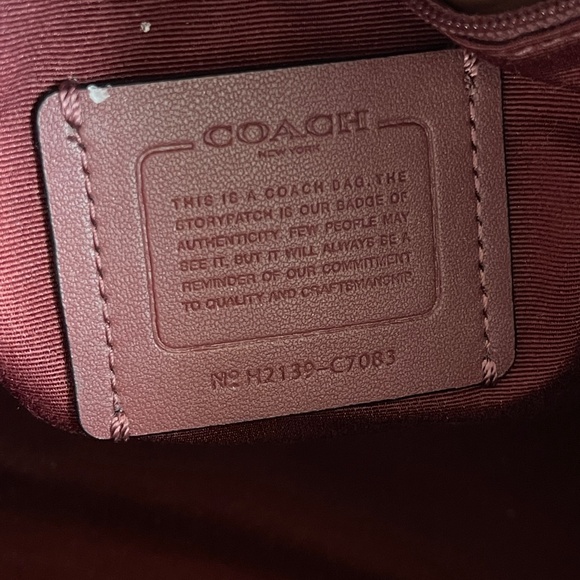 COACH
NEW YORK
THIS IS A COACH BAG. THE
STORYPATCH IS OUR BADGE OF
AUTHENTICITY. FEW PEOPLE MAY
SEE IT. BUT IT WILL ALWAYS BE A
REMINDER OF OUR COMMITMENT
TO QUALITY AND CRAFTSMANSHIP.
Nº H2139-C7083